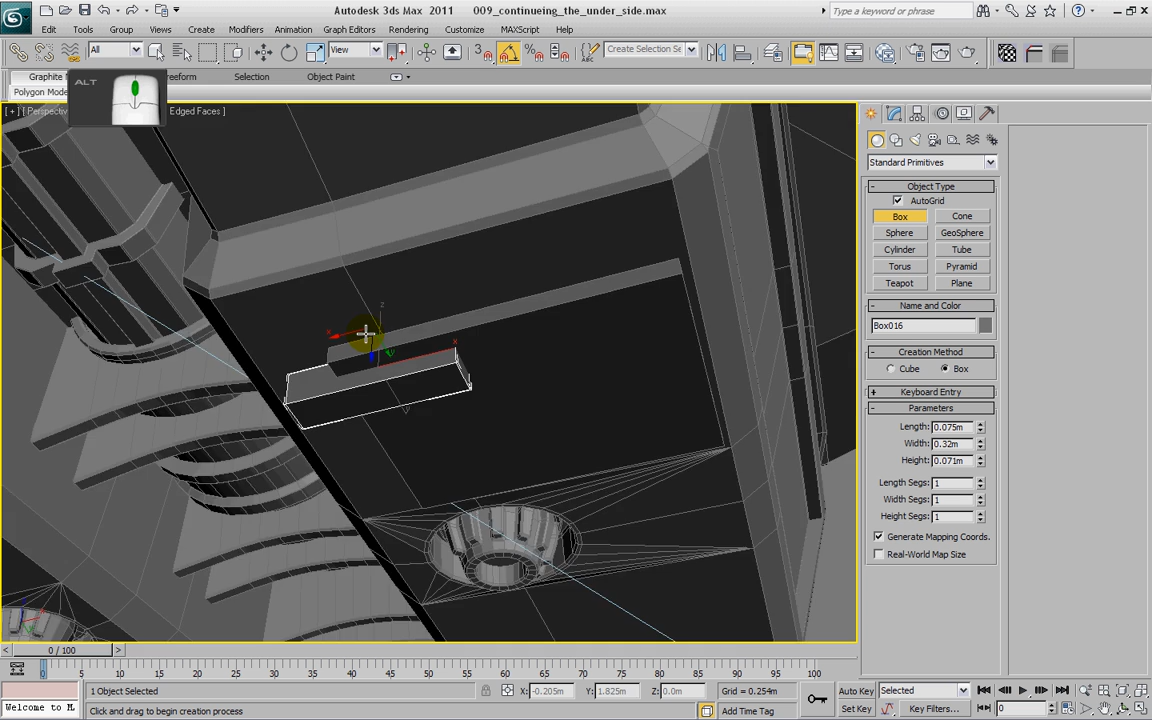 Autodesk 3ds Max 2011 009_continueing_the_under_side.max
Type a keyword or phrase
Edit Tools Group Views Create Modifiers Animation Graph Editors Rendering Customize MAXScript Help
All
View
Create Selection Se
Graphite
reeform
Selection
Object Paint
Polygon Mode
ALT
[ + ] [ Perspectiv
Edged Faces ]
Standard Primitives
Object Type
AutoGrid
Box
Cone
Sphere
GeoSphere
Cylinder
Tube
Torus
Pyramid
Teapot
Plane
Name and Color
Box016
Creation Method
Cube
Box
Keyboard Entry
Parameters
Length: 0.075m
Width: 0.32m
Height: 0.071m
Length Segs: 1
Width Segs: 1
Height Segs: 1
Generate Mapping Coords.
Real-World Map Size
x
z
y
x
y
0 / 100
0 5 10 15 20 25 30 35 40 45 50 55 60 65 70 75 80 85 90 95 100
1 Object Selected
X: -0.205m
Y: 1.825m
Z: 0.0m
Grid = 0.254m
Auto Key
Selected
Welcome to M
Click and drag to begin creation process
Add Time Tag
Set Key
Key Filters...
0